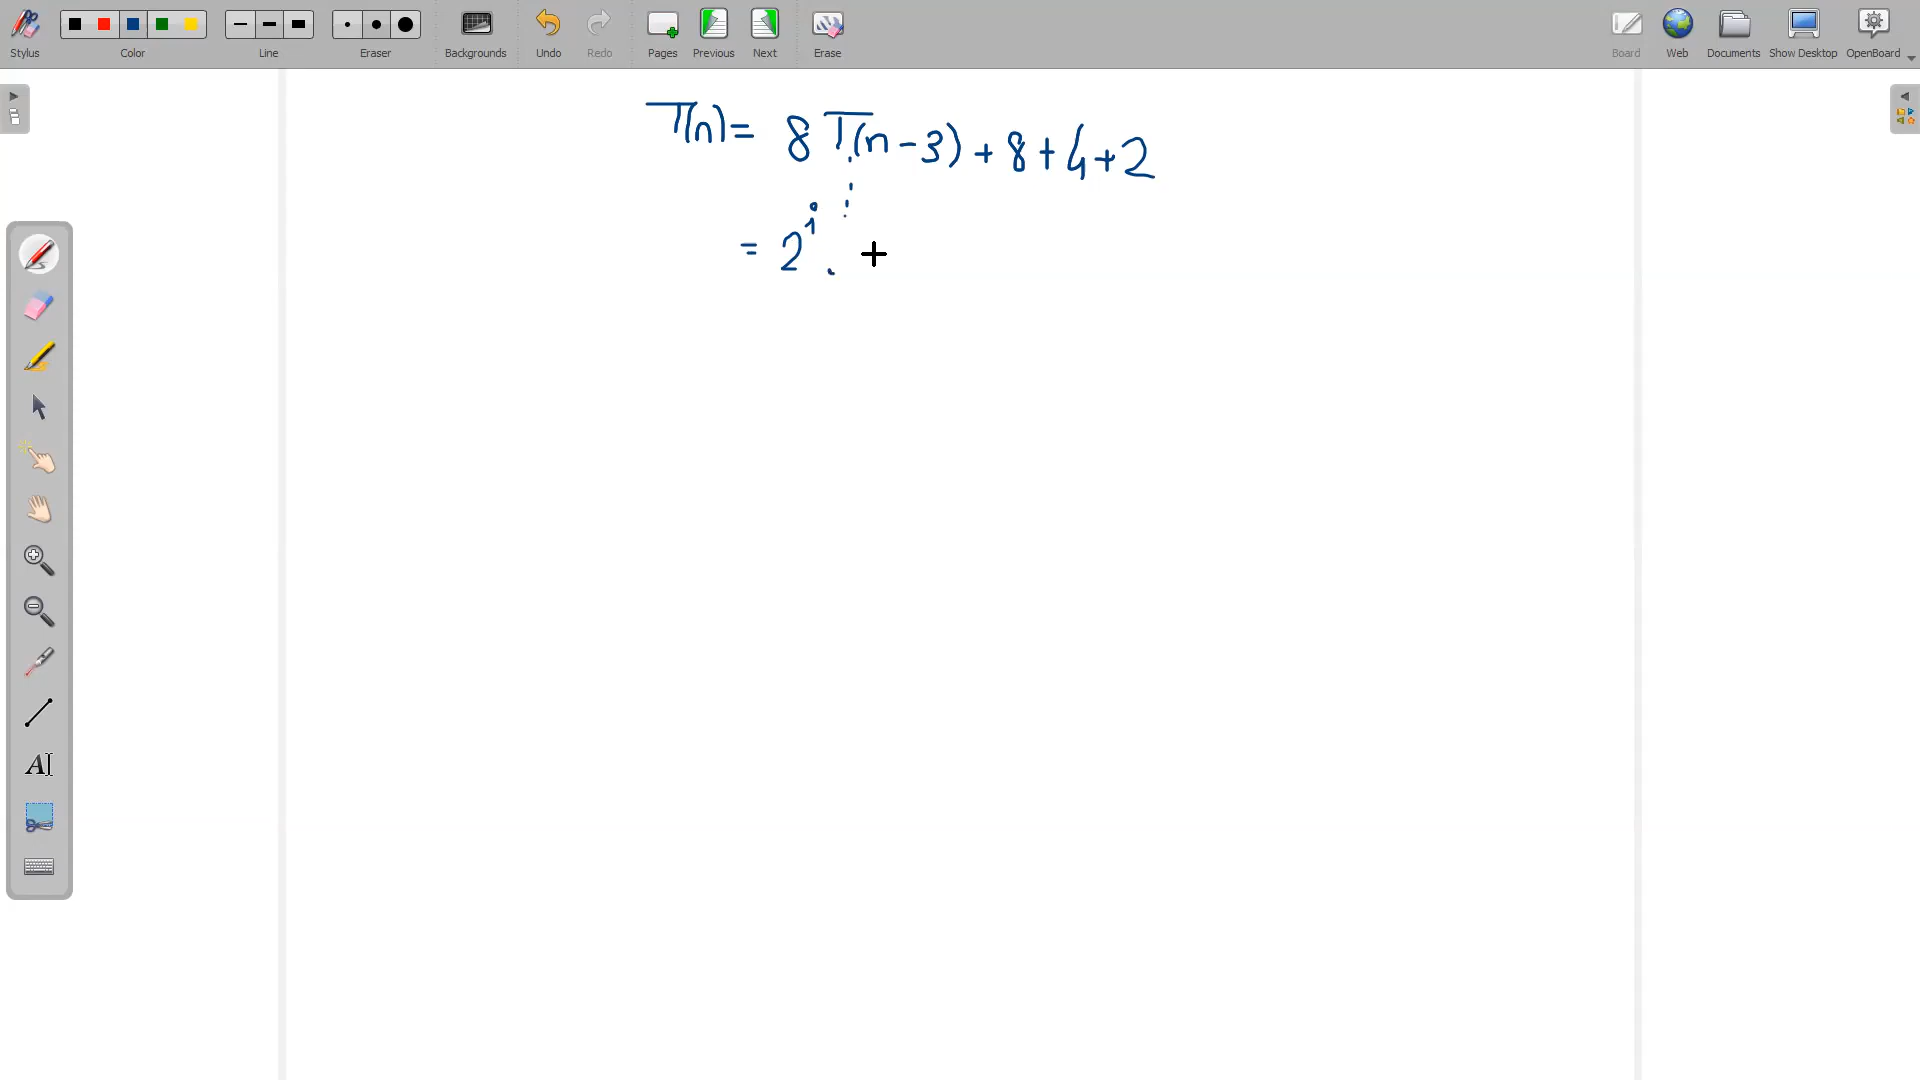 Stylus Color Line Eraser Backgrounds Undo Redo Pages Previous Next Erase Board Web Documents Show Desktop OpenBoard
T(n) = 8 T(n-3) + 8 + 4 + 2
= 2^i .